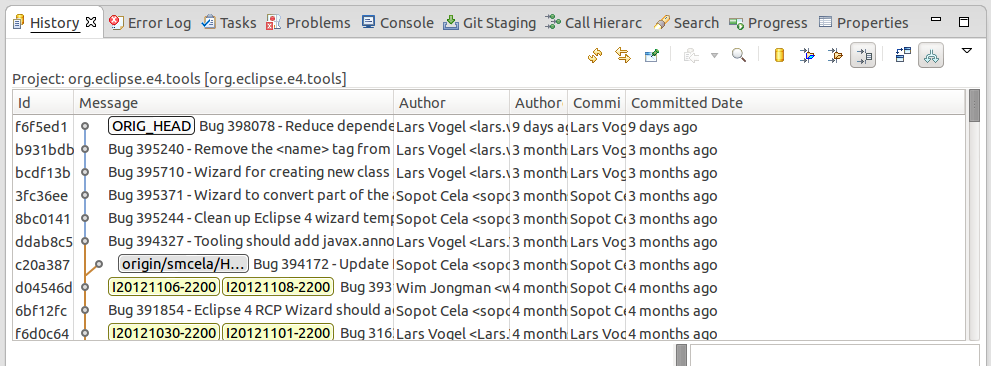 History Error Log Tasks Problems Console Git Staging Call Hierarc Search Progress Properties
Project: org.eclipse.e4.tools [org.eclipse.e4.tools]
Id Message Author Author Commi Committed Date
f6f5ed1 ORIG_HEAD Bug 398078 - Reduce depende Lars Vogel <lars.v 9 days ag Lars Vog 9 days ago
b931bdb Bug 395240 - Remove the <name> tag from Lars Vogel <Lars.V 3 month Lars Vog 3 months ago
bcdf13b Bug 395710 - Wizard for creating new class Lars Vogel <Lars.V 3 month Lars Vog 3 months ago
3fc36ee Bug 395371 - Wizard to convert part of the Sopot Cela <sopo 3 month Sopot Ce 3 months ago
8bc0141 Bug 395244 - Clean up Eclipse 4 wizard temp Sopot Cela <sopo 3 month Sopot Ce 3 months ago
ddab8c5 Bug 394327 - Tooling should add javax.anno Lars Vogel <Lars.V 3 month Lars Vog 3 months ago
c20a387 origin/smcela/H... Bug 394172 - Update Sopot Cela <sopo 3 month Sopot Ce 3 months ago
d04546d I20121106-2200 I20121108-2200 Bug 393 Wim Jongman <w 4 month Sopot Ce 4 months ago
6bf12fc Bug 391854 - Eclipse 4 RCP Wizard should ad Sopot Cela <sopo 4 month Sopot Ce 4 months ago
f6d0c64 I20121030-2200 I20121101-2200 Bug 316 Lars Vogel <Lars.V 4 month Lars Vog 4 months ago